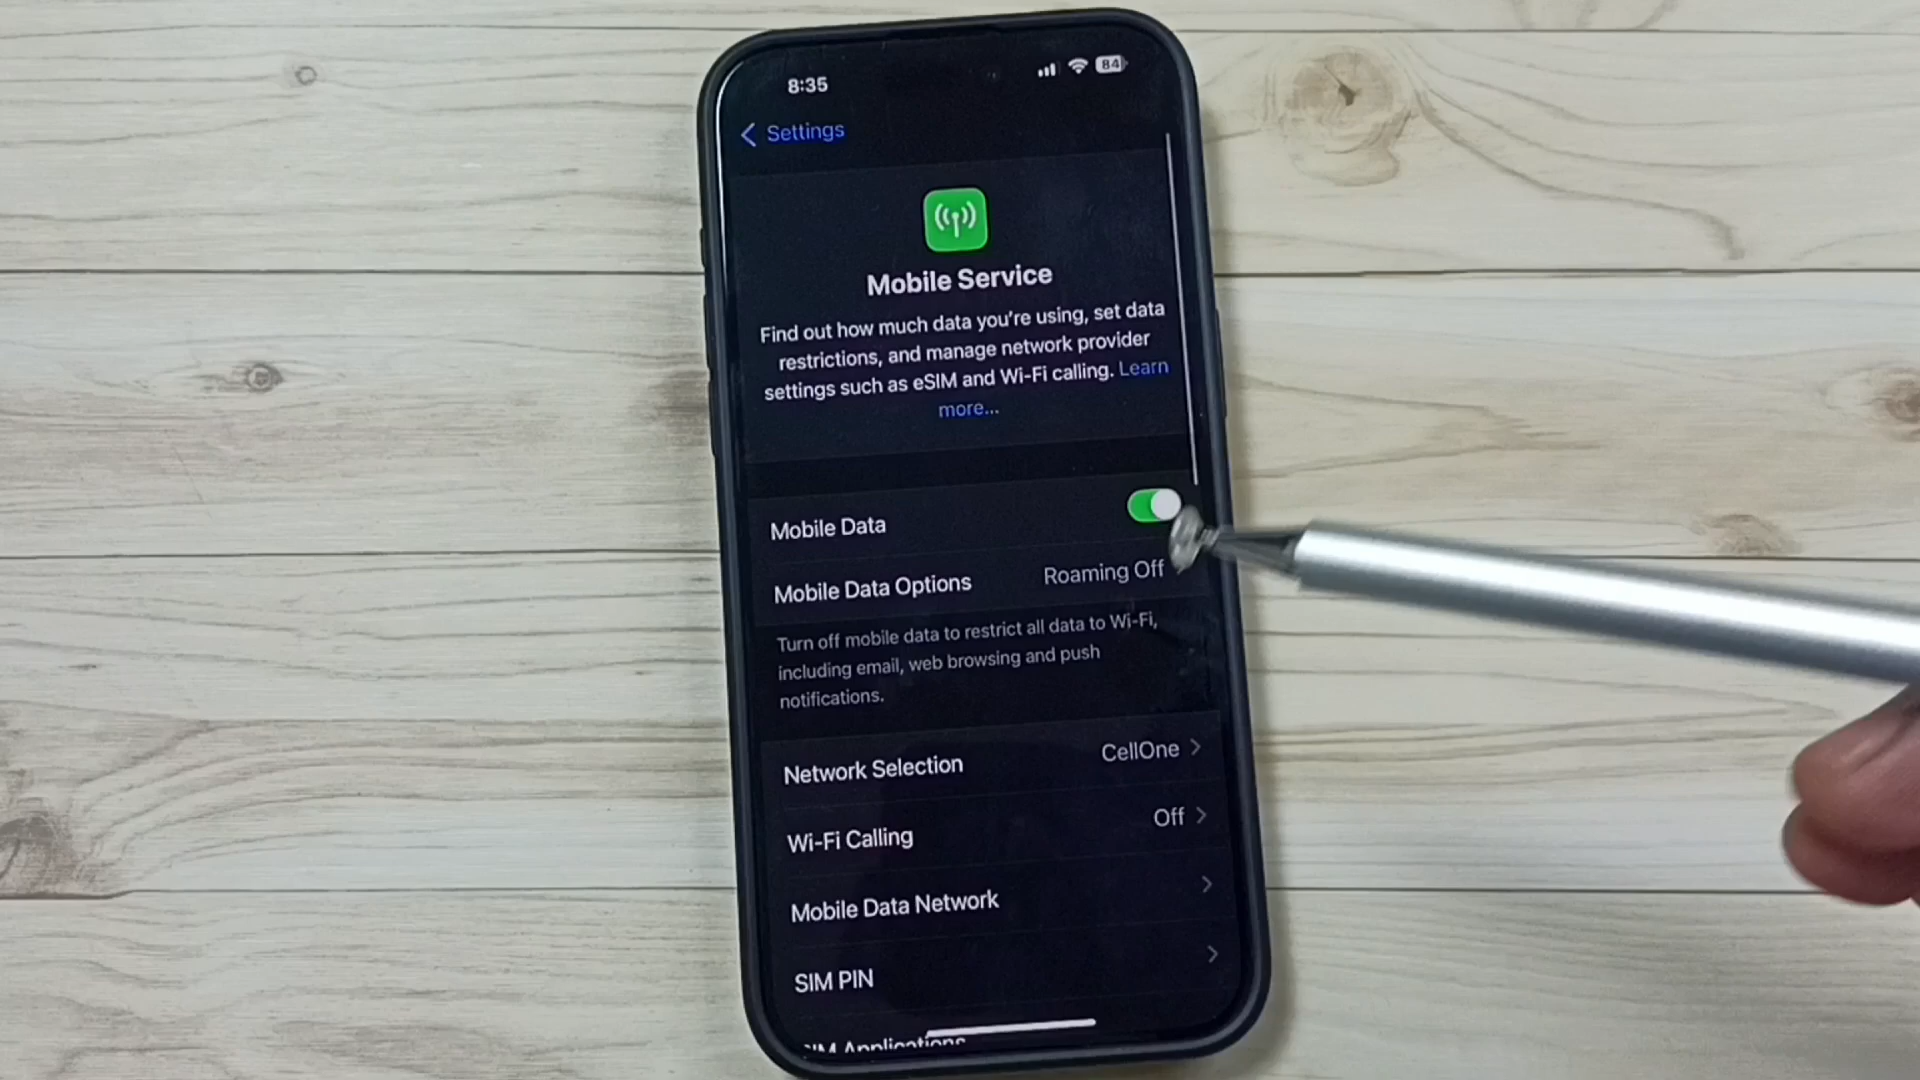 8:35
84
Settings
Mobile Service
Find out how much data you're using, set data
restrictions, and manage network provider
settings such as eSIM and Wi-Fi calling. Learn
more...
Mobile Data
Mobile Data Options Roaming Off
Turn off mobile data to restrict all data to Wi-Fi,
including email, web browsing and push
notifications.
Network Selection CellOne
Wi-Fi Calling Off
Mobile Data Network
SIM PIN
SIM Applications